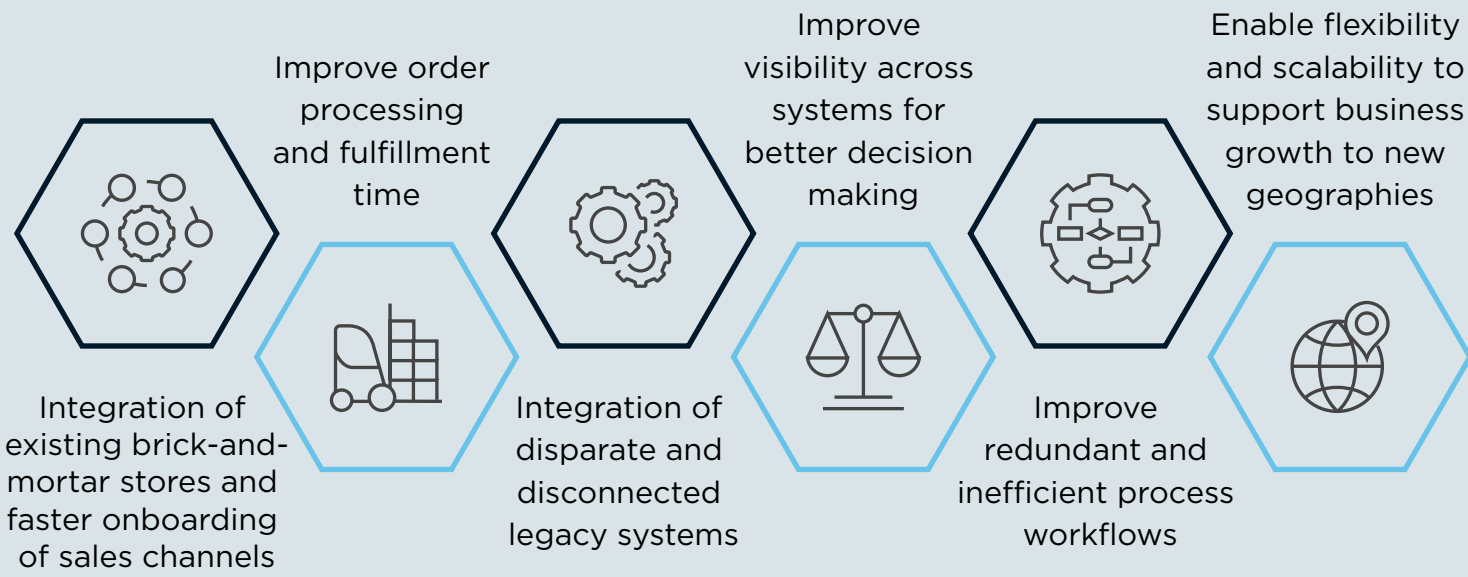 Integration of
existing brick-and-
mortar stores and
faster onboarding
of sales channels
Improve order
processing
and fulfillment
time
Integration of
disparate and
disconnected
legacy systems
Improve
visibility across
systems for
better decision
making
Improve
redundant and
inefficient process
workflows
Enable flexibility
and scalability to
support business
growth to new
geographies